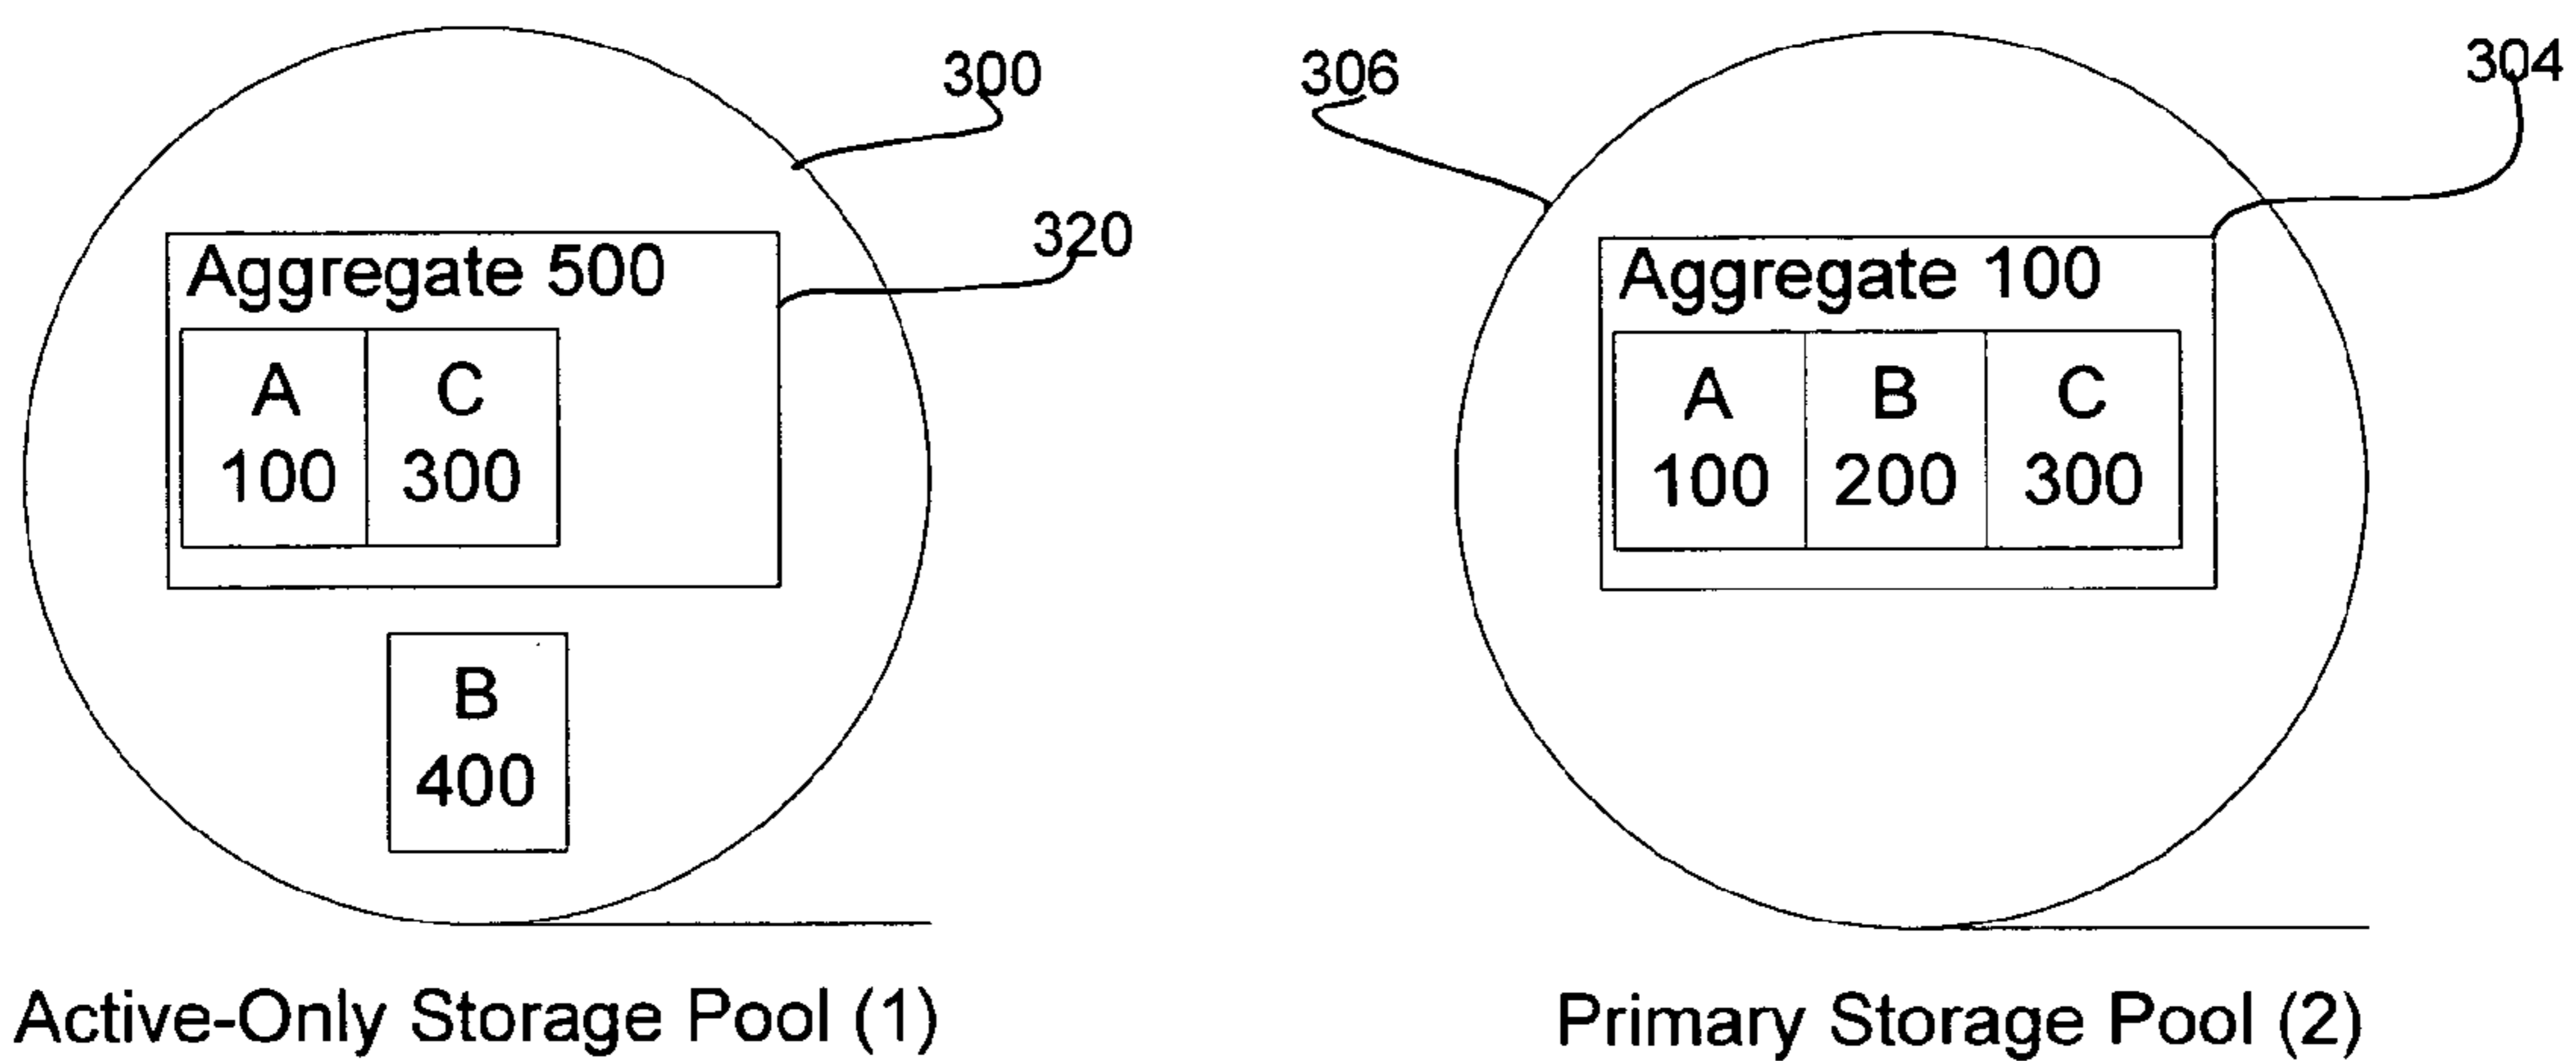 300
320
Aggregate 500
A
100
C
300
B
400
Active-Only Storage Pool (1)
306
304
Aggregate 100
A
100
B
200
C
300
Primary Storage Pool (2)